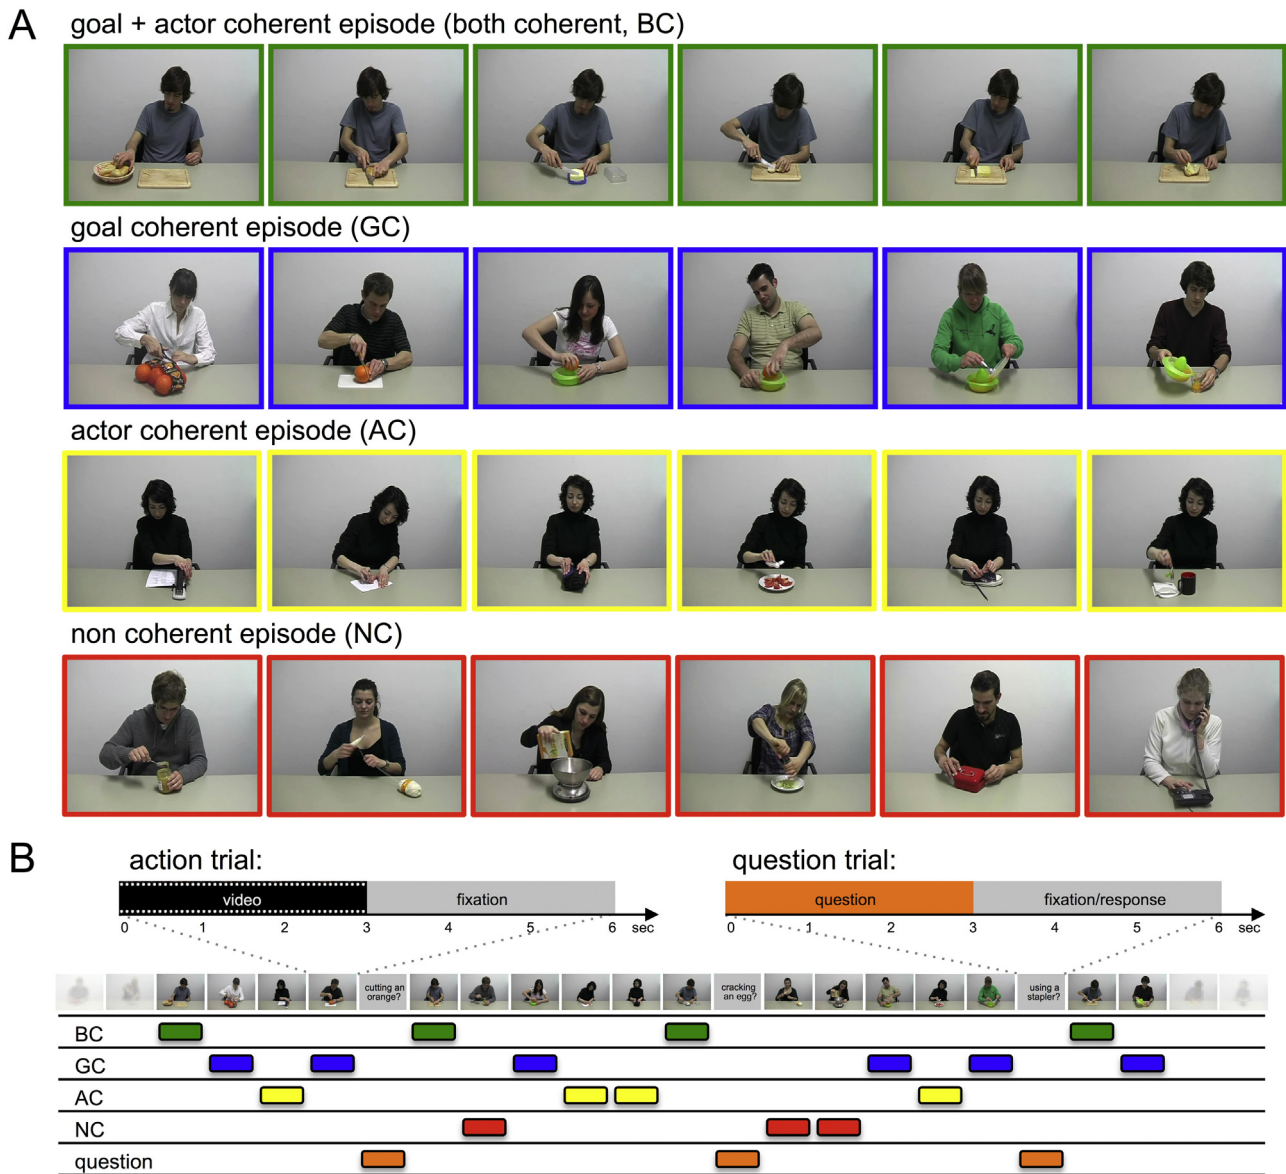 A
goal + actor coherent episode (both coherent, BC)
goal coherent episode (GC)
actor coherent episode (AC)
non coherent episode (NC)
B
action trial:
question trial:
video
fixation
question
fixation/response
0 1 2 3 4 5 6 sec
0 1 2 3 4 5 6 sec
cutting an
orange?
cracking
an egg?
using a
stapler?
BC
GC
AC
NC
question